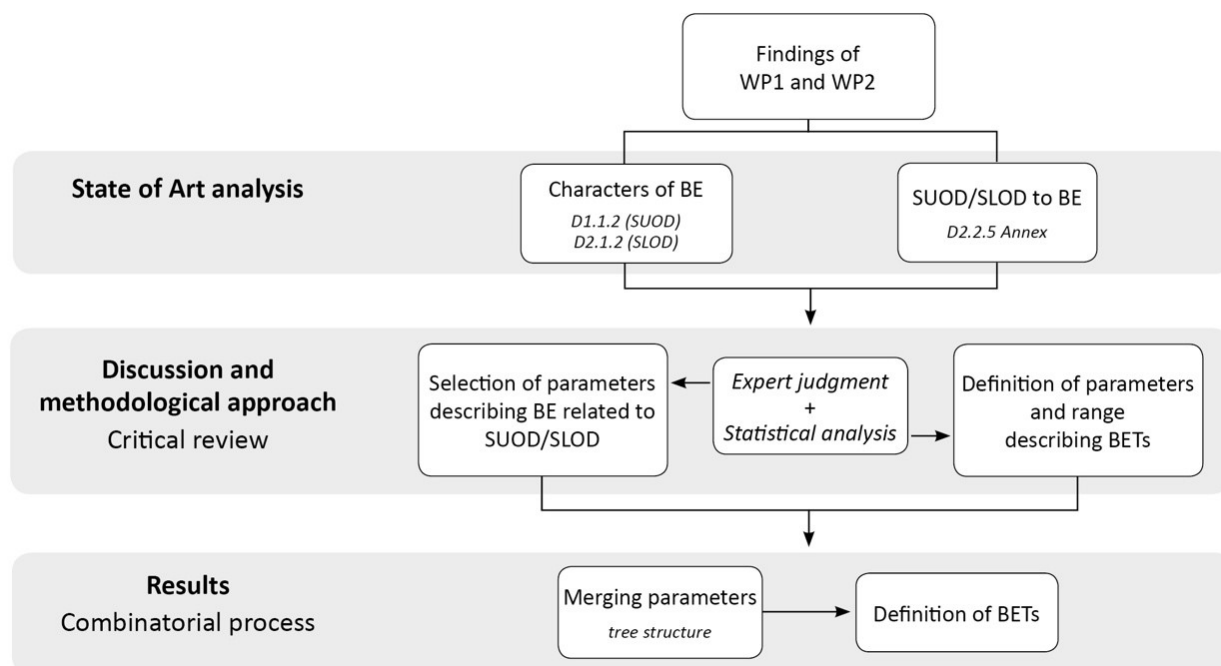 Findings of
WP1 and WP2
State of Art analysis
Characters of BE
D1.1.2 (SUOD)
D2.1.2 (SLOD)
SUOD/SLOD to BE
D2.2.5 Annex
Discussion and
methodological approach
Critical review
Selection of parameters
describing BE related to
SUOD/SLOD
Expert judgment
+
Statistical analysis
Definition of parameters
and range
describing BETs
Results
Combinatorial process
Merging parameters
tree structure
Definition of BETs